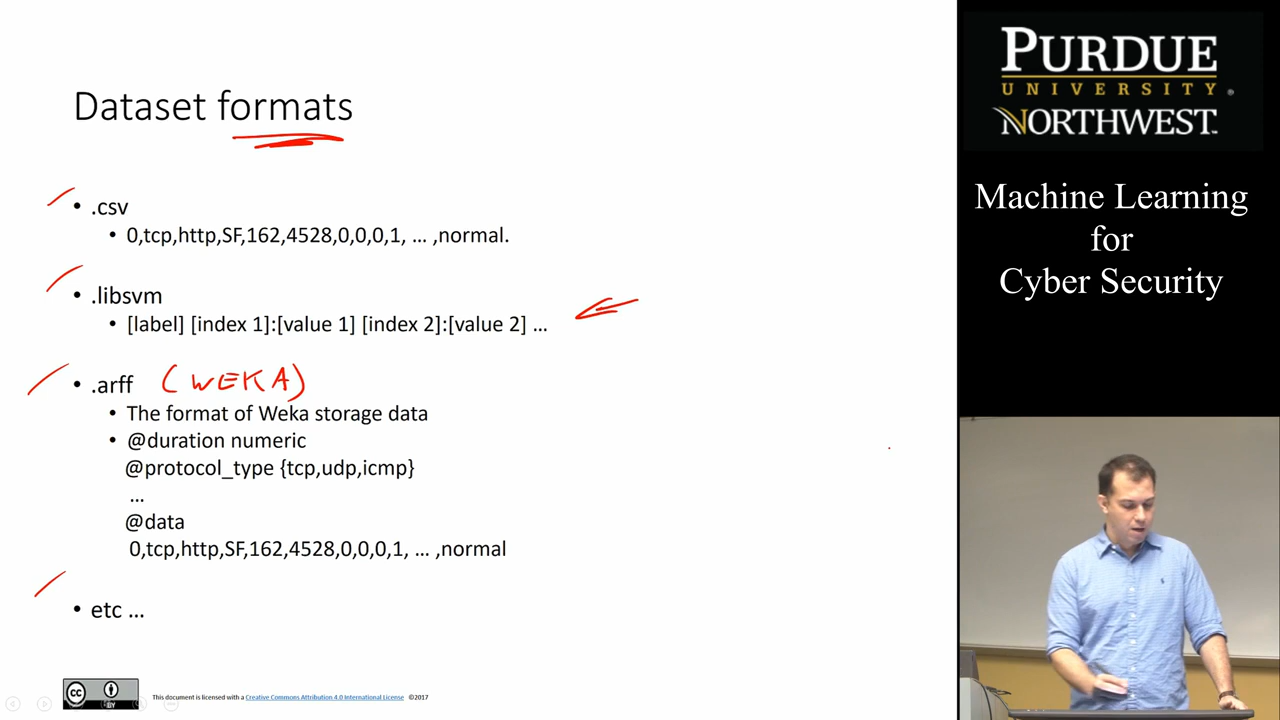 Dataset formats
• .csv
• 0,tcp,http,SF,162,4528,0,0,0,1, … ,normal.
• .libsvm
• [label] [index 1]:[value 1] [index 2]:[value 2] …
• .arff (WEKA)
• The format of Weka storage data
• @duration numeric
@protocol_type {tcp,udp,icmp}
…
@data
0,tcp,http,SF,162,4528,0,0,0,1, … ,normal
• etc …
cc BY
This document is licensed with a Creative Commons Attribution 4.0 International License ©2017
PURDUE
UNIVERSITY
NORTHWEST
Machine Learning
for
Cyber Security